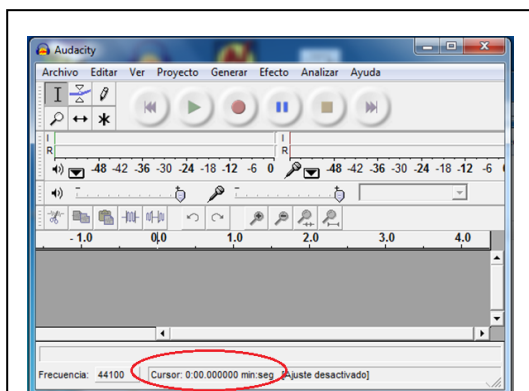 Audacity
Archivo Editar Ver Proyecto Generar Efecto Analizar Ayuda
I
R
-48 -42 -36 -30 -24 -18 -12 -6 0
I
R
-48 -42 -36 -30 -24 -18 -12 -6
- 1.0 0,0 1.0 2.0 3.0 4.0
Frecuencia: 44100 Cursor: 0:00.000000 min:seg [Ajuste desactivado]